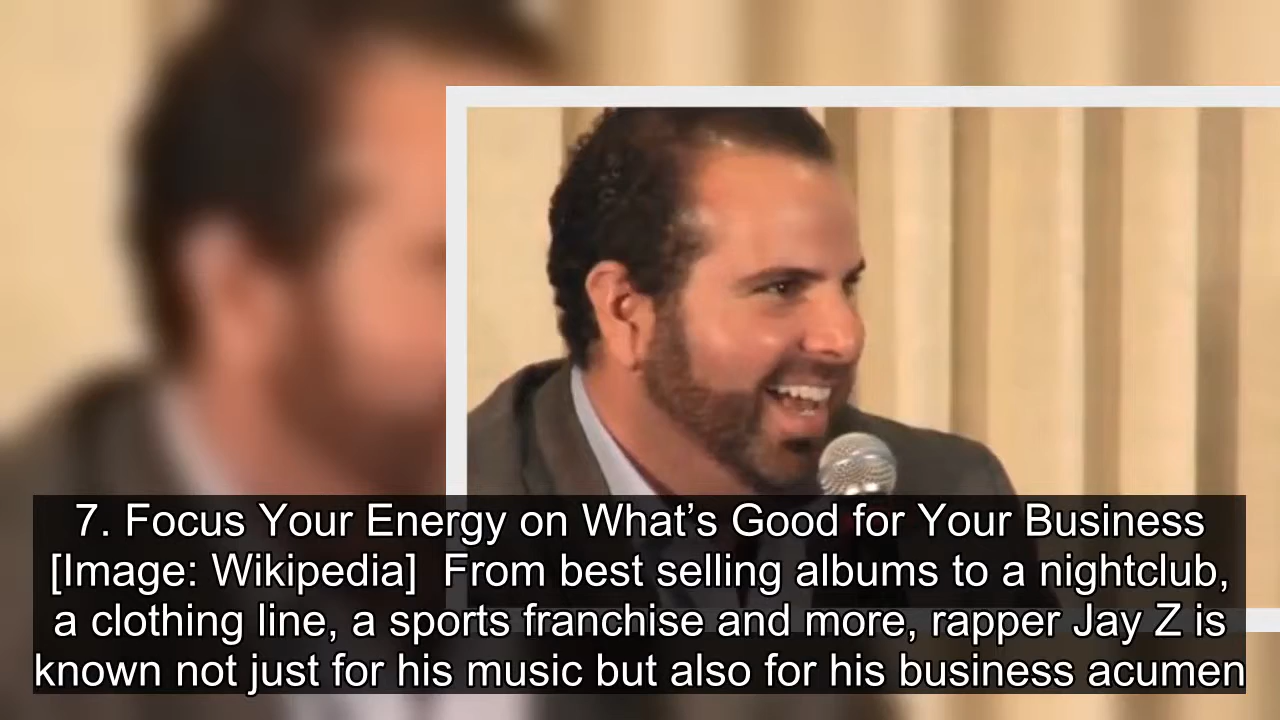 7. Focus Your Energy on What’s Good for Your Business
[Image: Wikipedia]  From best selling albums to a nightclub,
a clothing line, a sports franchise and more, rapper Jay Z is
known not just for his music but also for his business acumen